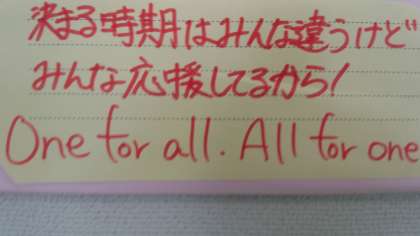 決まる時期はみんな違うけど
みんな応援してるから!
One for all. All for one